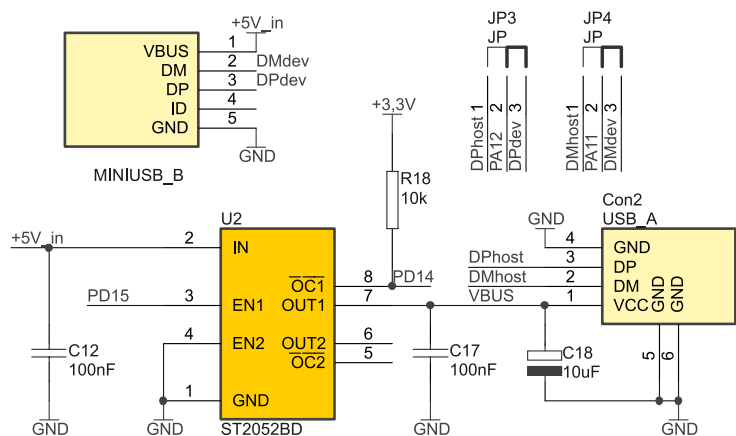 +5V_in
VBUS 1
DM 2 DMdev
DP 3 DPdev
ID 4
GND 5
GND
MINIUSB_B
JP3
JP
DPhost 1
PA12 2
DPdev 3
JP4
JP
DMhost 1
PA11 2
DMdev 3
+3,3V
R18
10k
U2
+5V_in 2 IN
PD15 3 EN1
4 EN2
1 GND
OC1 8 PD14
OUT1 7
OUT2 6
OC2 5
ST2052BD
C12
100nF
GND
GND
C17
100nF
GND
C18
10uF
Con2
USB_A
GND 4 GND
DPhost 3 DP
DMhost 2 DM
VBUS 1 VCC
GND
GND
5
6
GND